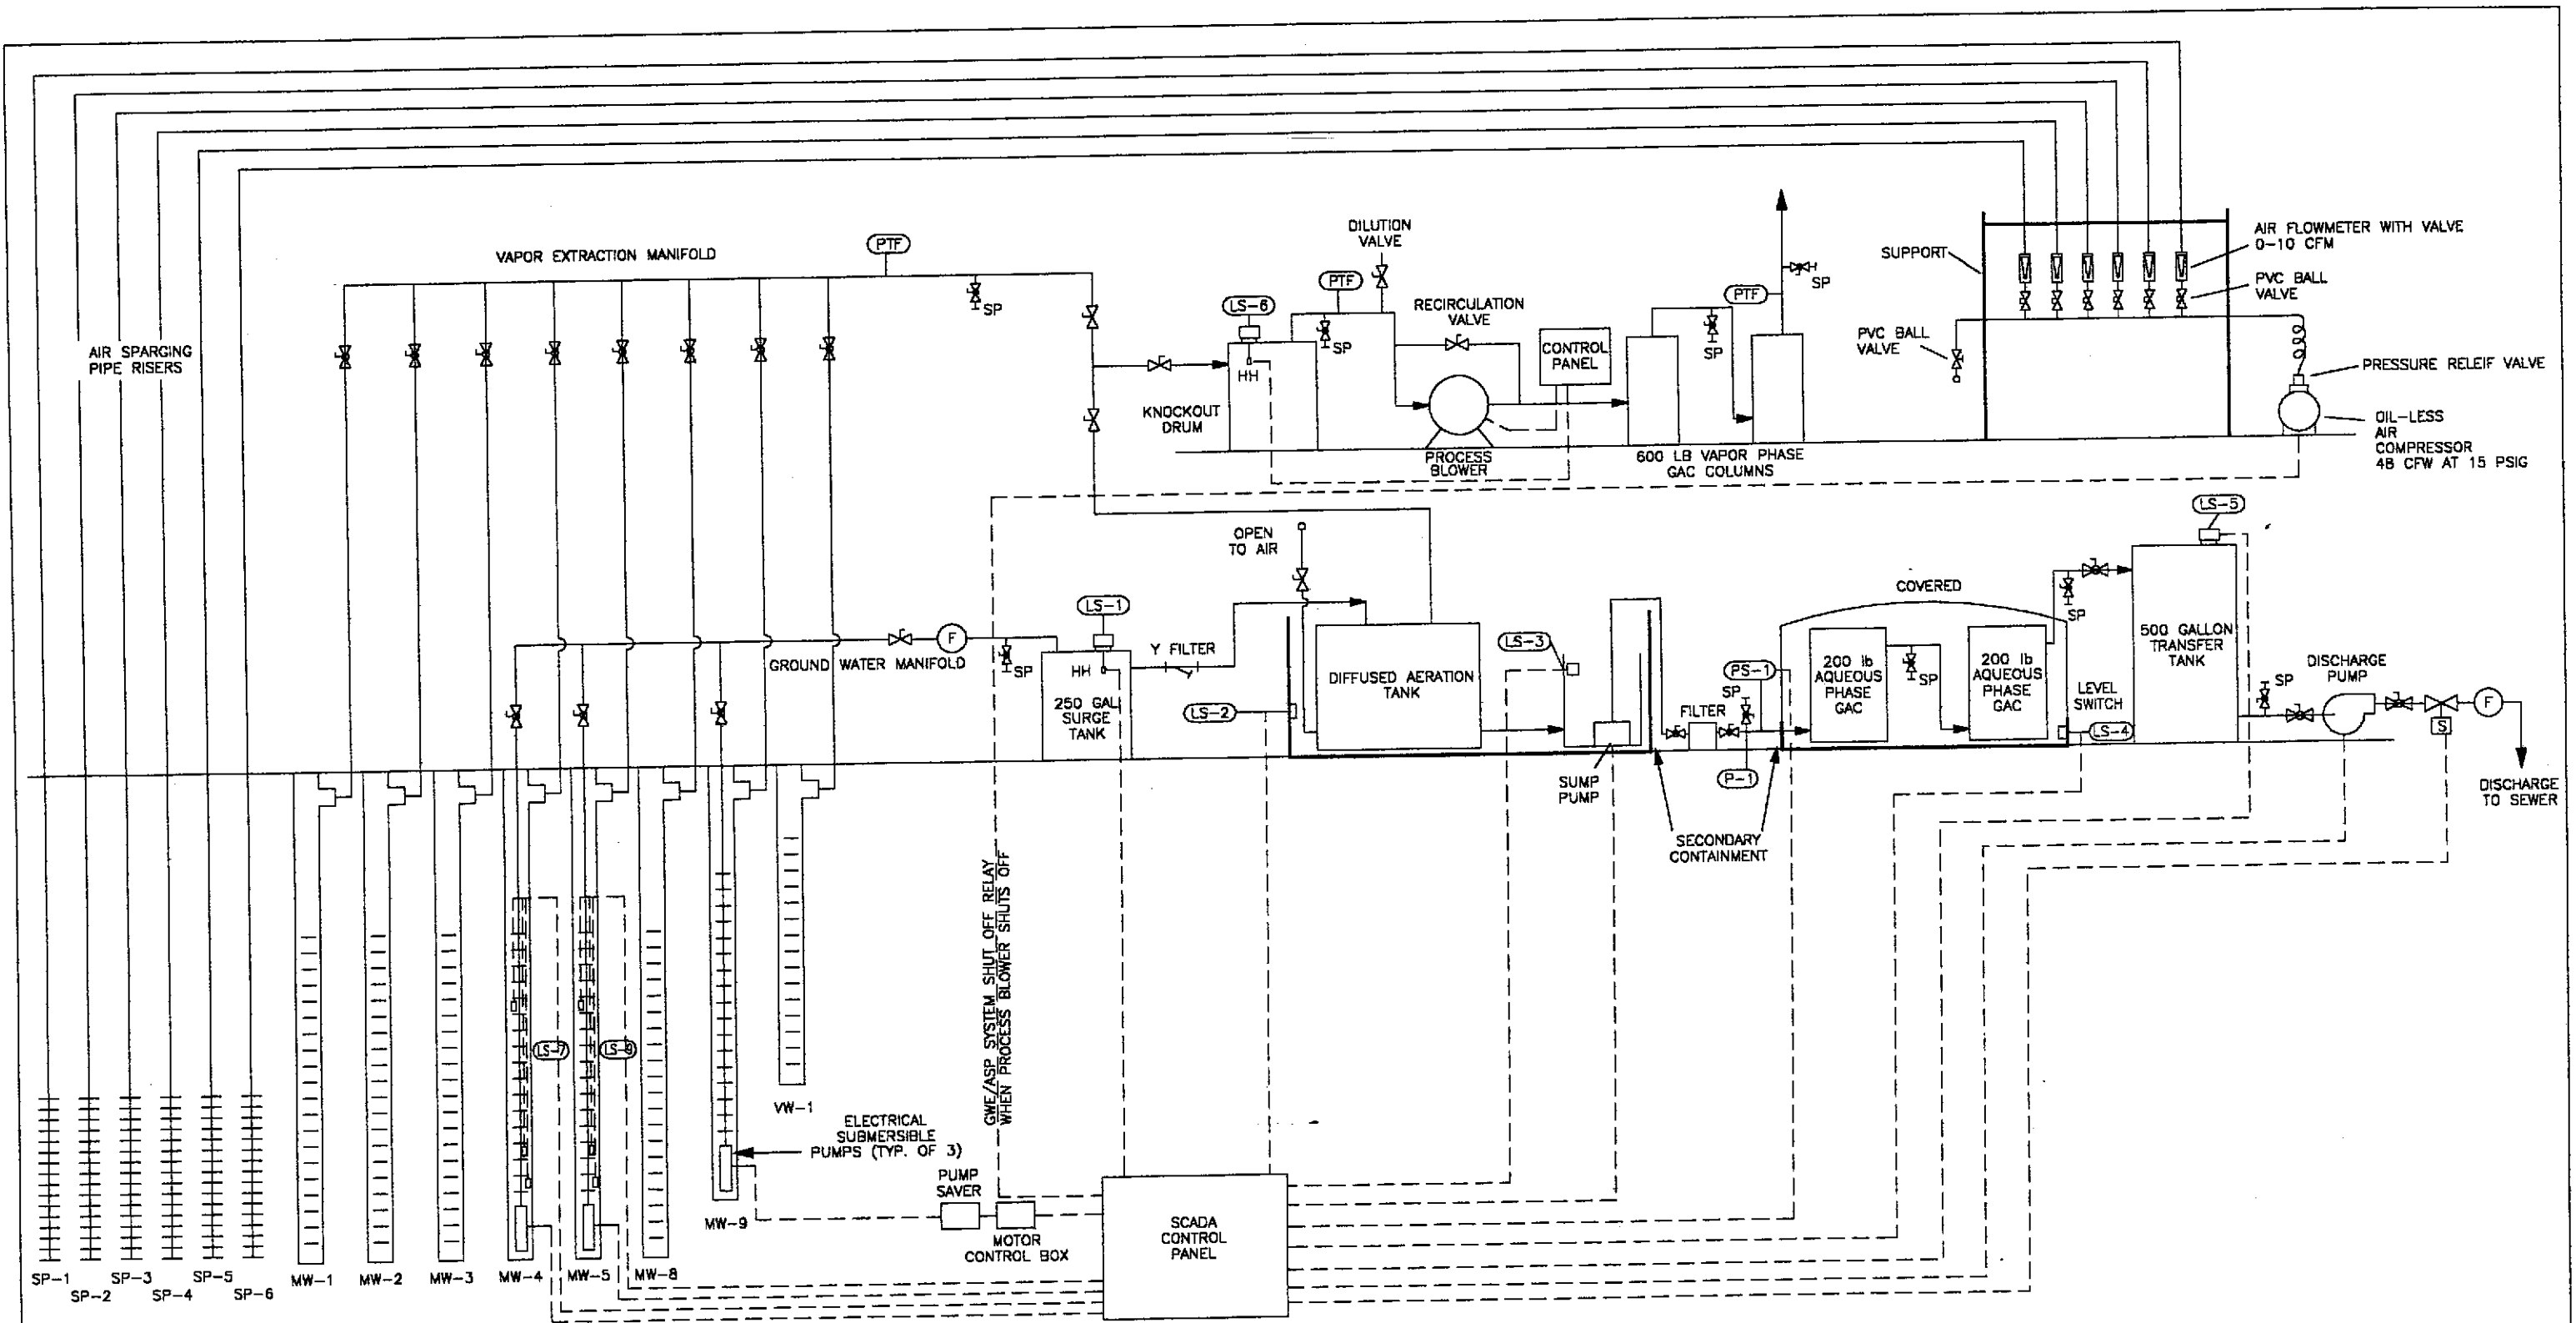 VAPOR EXTRACTION MANIFOLD
PTF
SP
AIR SPARGING
PIPE RISERS
DILUTION
VALVE
PTF
LS-6
SP
HH
KNOCKOUT
DRUM
RECIRCULATION
VALVE
CONTROL
PANEL
PROCESS
BLOWER
PTF
SP
SP
600 LB VAPOR PHASE
GAC COLUMNS
SUPPORT
AIR FLOWMETER WITH VALVE
0-10 CFM
PVC BALL
VALVE
PVC BALL
VALVE
PRESSURE RELEIF VALVE
OIL-LESS
AIR
COMPRESSOR
48 CFW AT 15 PSIG
OPEN
TO AIR
LS-1
F
GROUND WATER MANIFOLD
SP
HH
250 GAL
SURGE
TANK
Y FILTER
LS-2
DIFFUSED AERATION
TANK
LS-3
SUMP
PUMP
FILTER
SP
PS-1
P-1
SECONDARY
CONTAINMENT
COVERED
200 lb
AQUEOUS
PHASE
GAC
SP
200 lb
AQUEOUS
PHASE
GAC
SP
LEVEL
SWITCH
LS-4
LS-5
500 GALLON
TRANSFER
TANK
SP
DISCHARGE
PUMP
S
F
DISCHARGE
TO SEWER
GWE/ASP SYSTEM SHUT OFF RELAY
WHEN PROCESS BLOWER SHUTS OFF
LS-7
VW-1
ELECTRICAL
SUBMERSIBLE
PUMPS (TYP. OF 3)
PUMP
SAVER
MOTOR
CONTROL BOX
SCADA
CONTROL
PANEL
SP-1
SP-2
SP-3
SP-4
SP-5
SP-6
MW-1
MW-2
MW-3
MW-4
MW-5
MW-8
MW-9